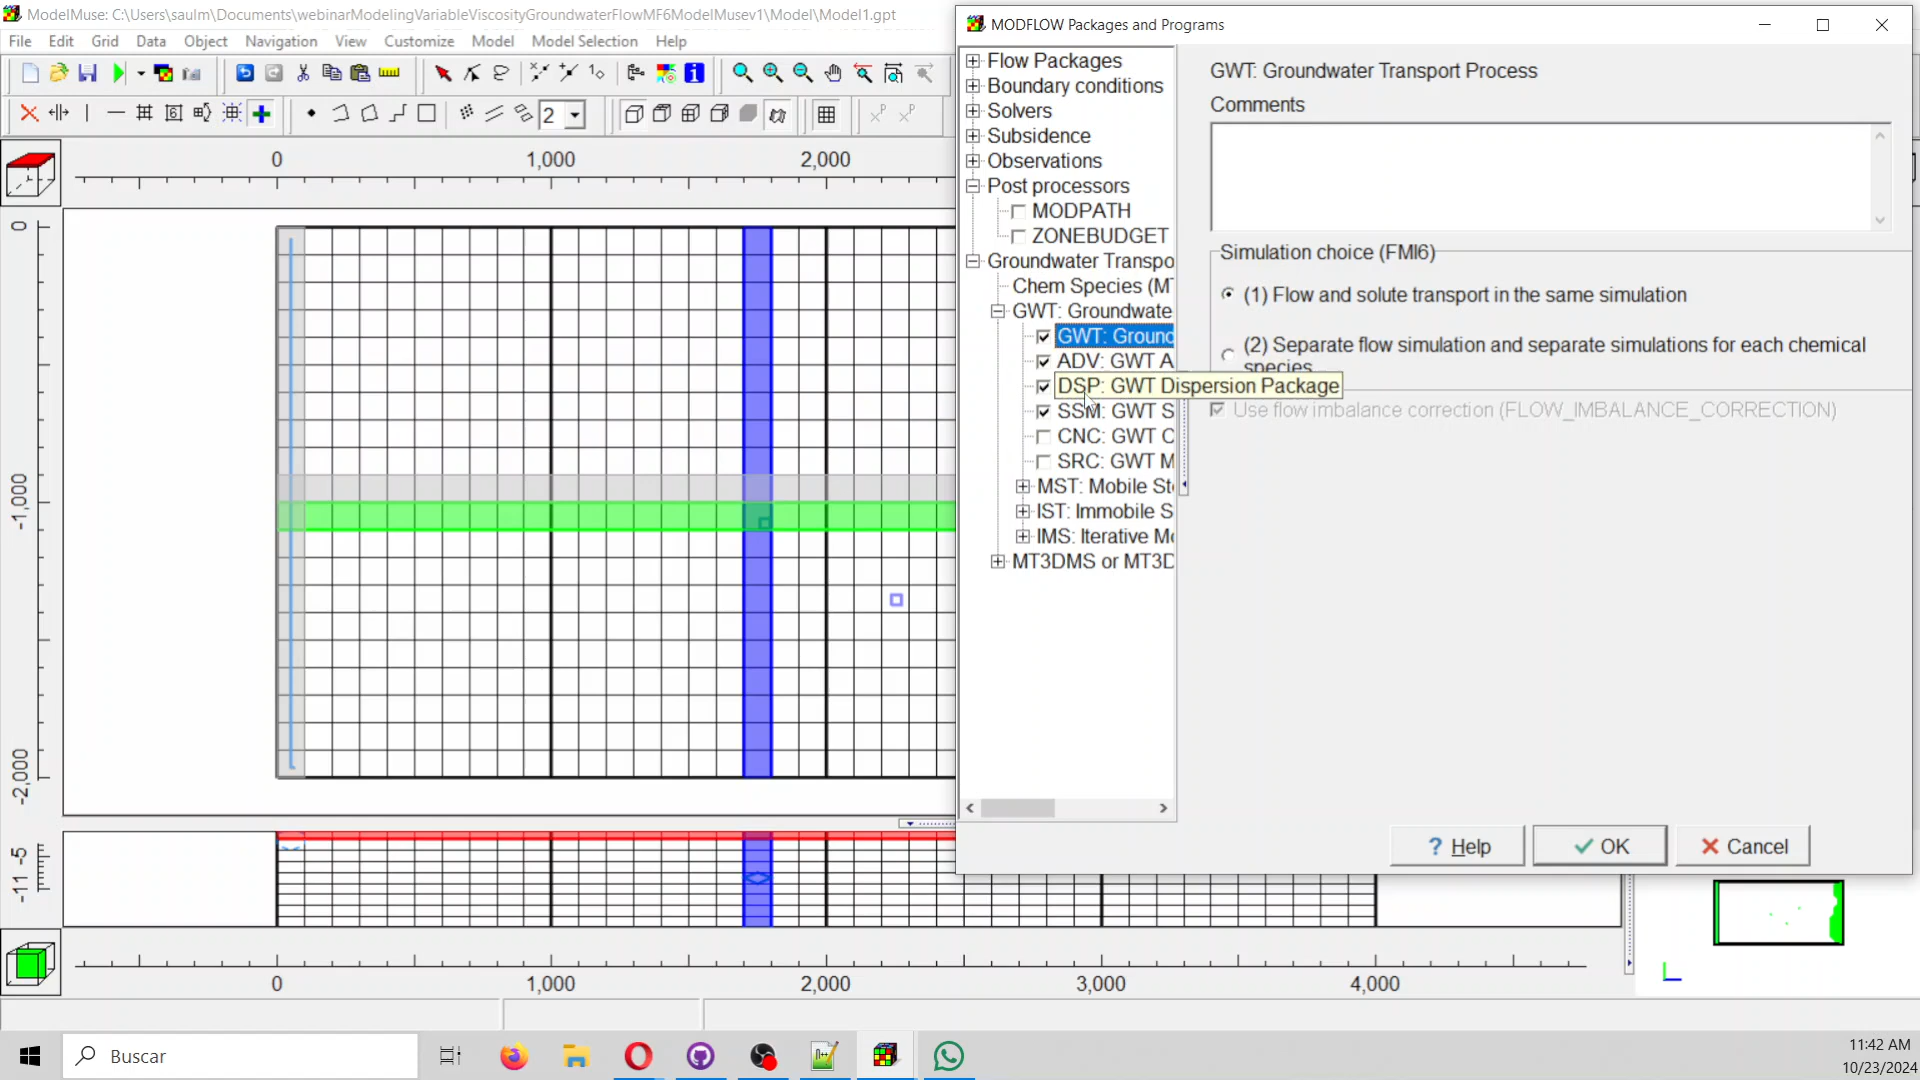 ModelMuse: C:\Users\saulm\Documents\webinarModelingVariableViscosityGroundwaterFlowMF6ModelMusev1\Model\Model1.gpt
File Edit Grid Data Object Navigation View Customize Model Model Selection Help
2
0 1,000 2,000
0
-1,000
-2,000
-5
-11
0 1,000 2,000 3,000 4,000
MODFLOW Packages and Programs
Flow Packages
Boundary conditions
Solvers
Subsidence
Observations
Post processors
MODPATH
ZONEBUDGET
Groundwater Transpo
Chem Species (MT
GWT: Groundwate
GWT: Ground
ADV: GWT A
DSP: GWT Dispersion Package
SSM: GWT S
CNC: GWT C
SRC: GWT M
MST: Mobile Sto
IST: Immobile S
IMS: Iterative Mo
MT3DMS or MT3D
GWT: Groundwater Transport Process
Comments
Simulation choice (FMI6)
(1) Flow and solute transport in the same simulation
(2) Separate flow simulation and separate simulations for each chemical
species
Use flow imbalance correction (FLOW_IMBALANCE_CORRECTION)
? Help
OK
Cancel
Buscar
11:42 AM
10/23/2024